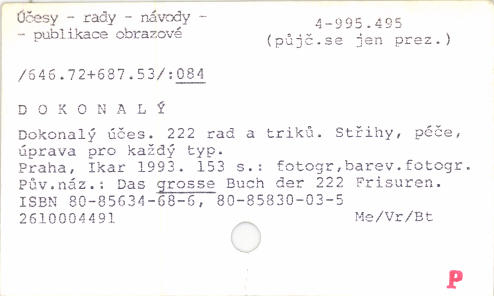 Účesy - rady - návody -
- publikace obrazové
4-995.495
(půjč.se jen prez.)
/646.72+687.53/:084
D O K O N A L Ý
Dokonalý účes. 222 rad a triků. Střihy, péče,
úprava pro každý typ.
Praha, Ikar 1993. 153 s.: fotogr,barev.fotogr.
Pův.náz.: Das grosse Buch der 222 Frisuren.
ISBN 80-85634-68-6, 80-85830-03-5
2610004491 Me/Vr/Bt
P